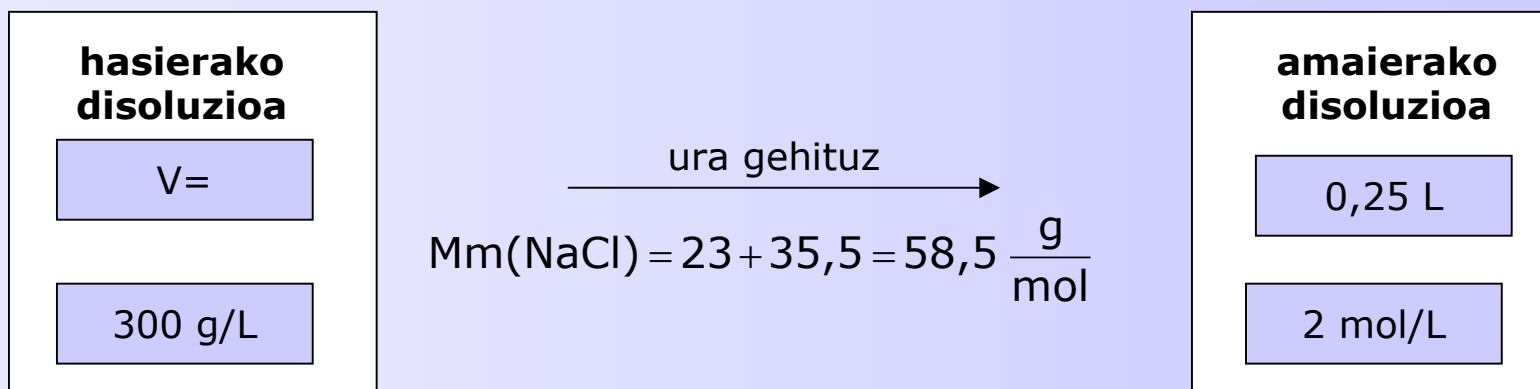 hasierako
disoluzioa
V=
300 g/L
ura gehituz
Mm(NaCl) = 23 + 35,5 = 58,5 g/mol
amaierako
disoluzioa
0,25 L
2 mol/L